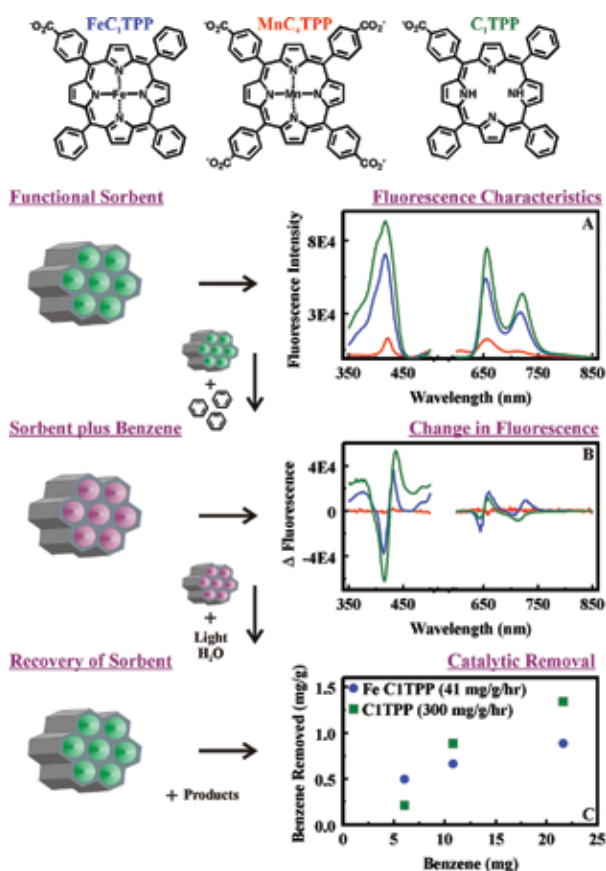 FeC₁TPP MnC₄TPP C₁TPP
⁻O₂C ⁻O₂C CO₂⁻ ⁻O₂C
N N N
N Fe N N Mn N NH NH
N N N
⁻O₂C CO₂⁻
Functional Sorbent Fluorescence Characteristics
A
Fluorescence Intensity
8E4
3E4
350 450 650 750 850
Wavelength (nm)
+
Sorbent plus Benzene Change in Fluorescence
B
Δ Fluorescence
4E4
0
-4E4
350 450 650 750 850
Wavelength (nm)
+
Light
H₂O
Recovery of Sorbent Catalytic Removal
Benzene Removed (mg/g)
1.5
1.0
0.5
0.0
Fe C1TPP (41 mg/g/hr)
C1TPP (300 mg/g/hr)
C
0 5 10 15 20 25
Benzene (mg)
+ Products